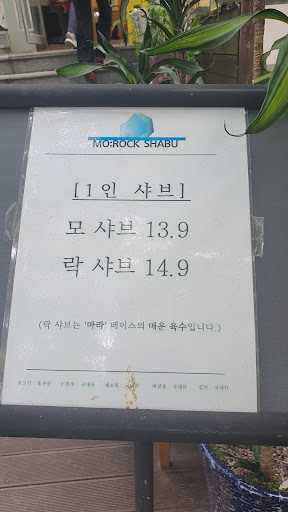 MO:ROCK SHABU
[1인 샤브]
모 샤브 13.9
락 샤브 14.9
(락 샤브는 '마라' 베이스의 매운 육수입니다.)